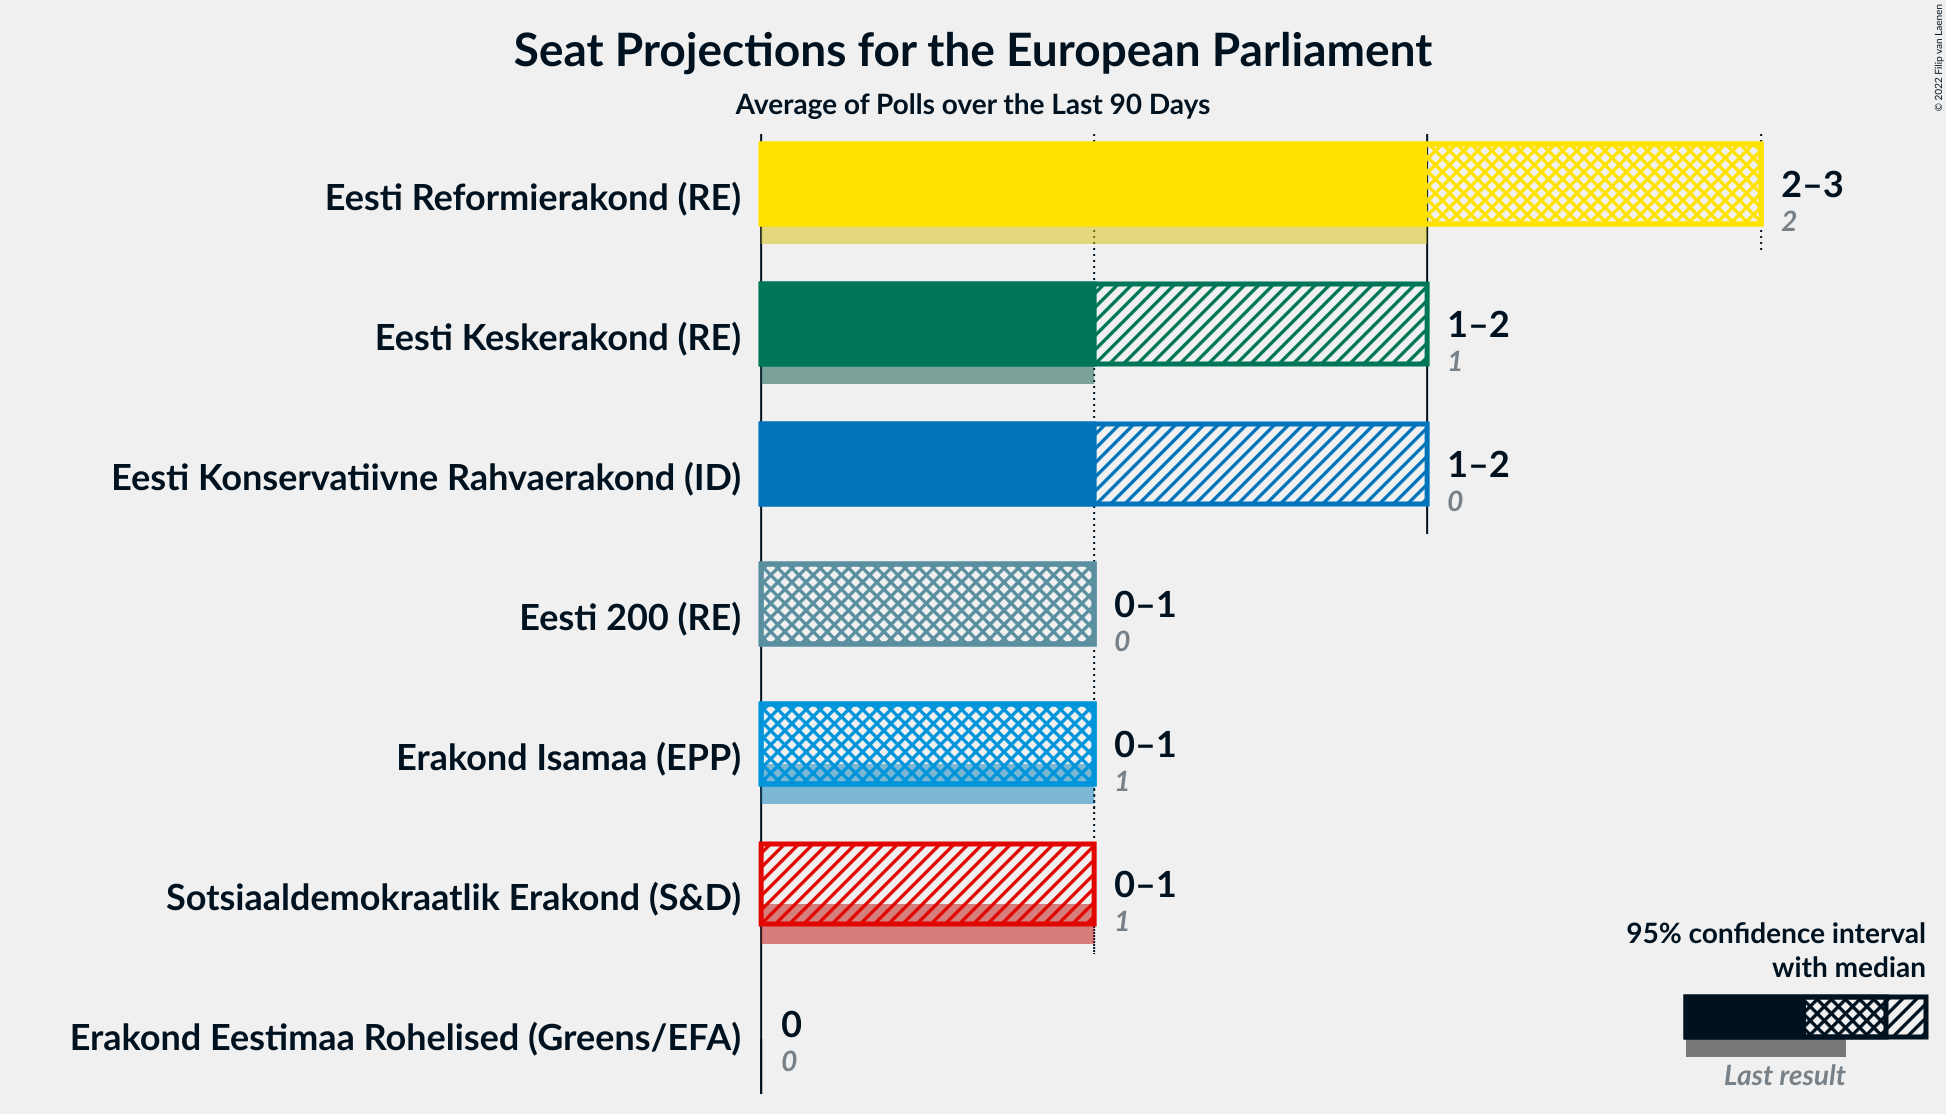 Seat Projections for the European Parliament
Average of Polls over the Last 90 Days
© 2022 Filip van Laenen
Eesti Reformierakond (RE)
2–3
2
Eesti Keskerakond (RE)
1–2
1
Eesti Konservatiivne Rahvaerakond (ID)
1–2
0
Eesti 200 (RE)
0–1
0
Erakond Isamaa (EPP)
0–1
1
Sotsiaaldemokraatlik Erakond (S&D)
0–1
1
Erakond Eestimaa Rohelised (Greens/EFA)
0
0
95% confidence interval
with median
Last result